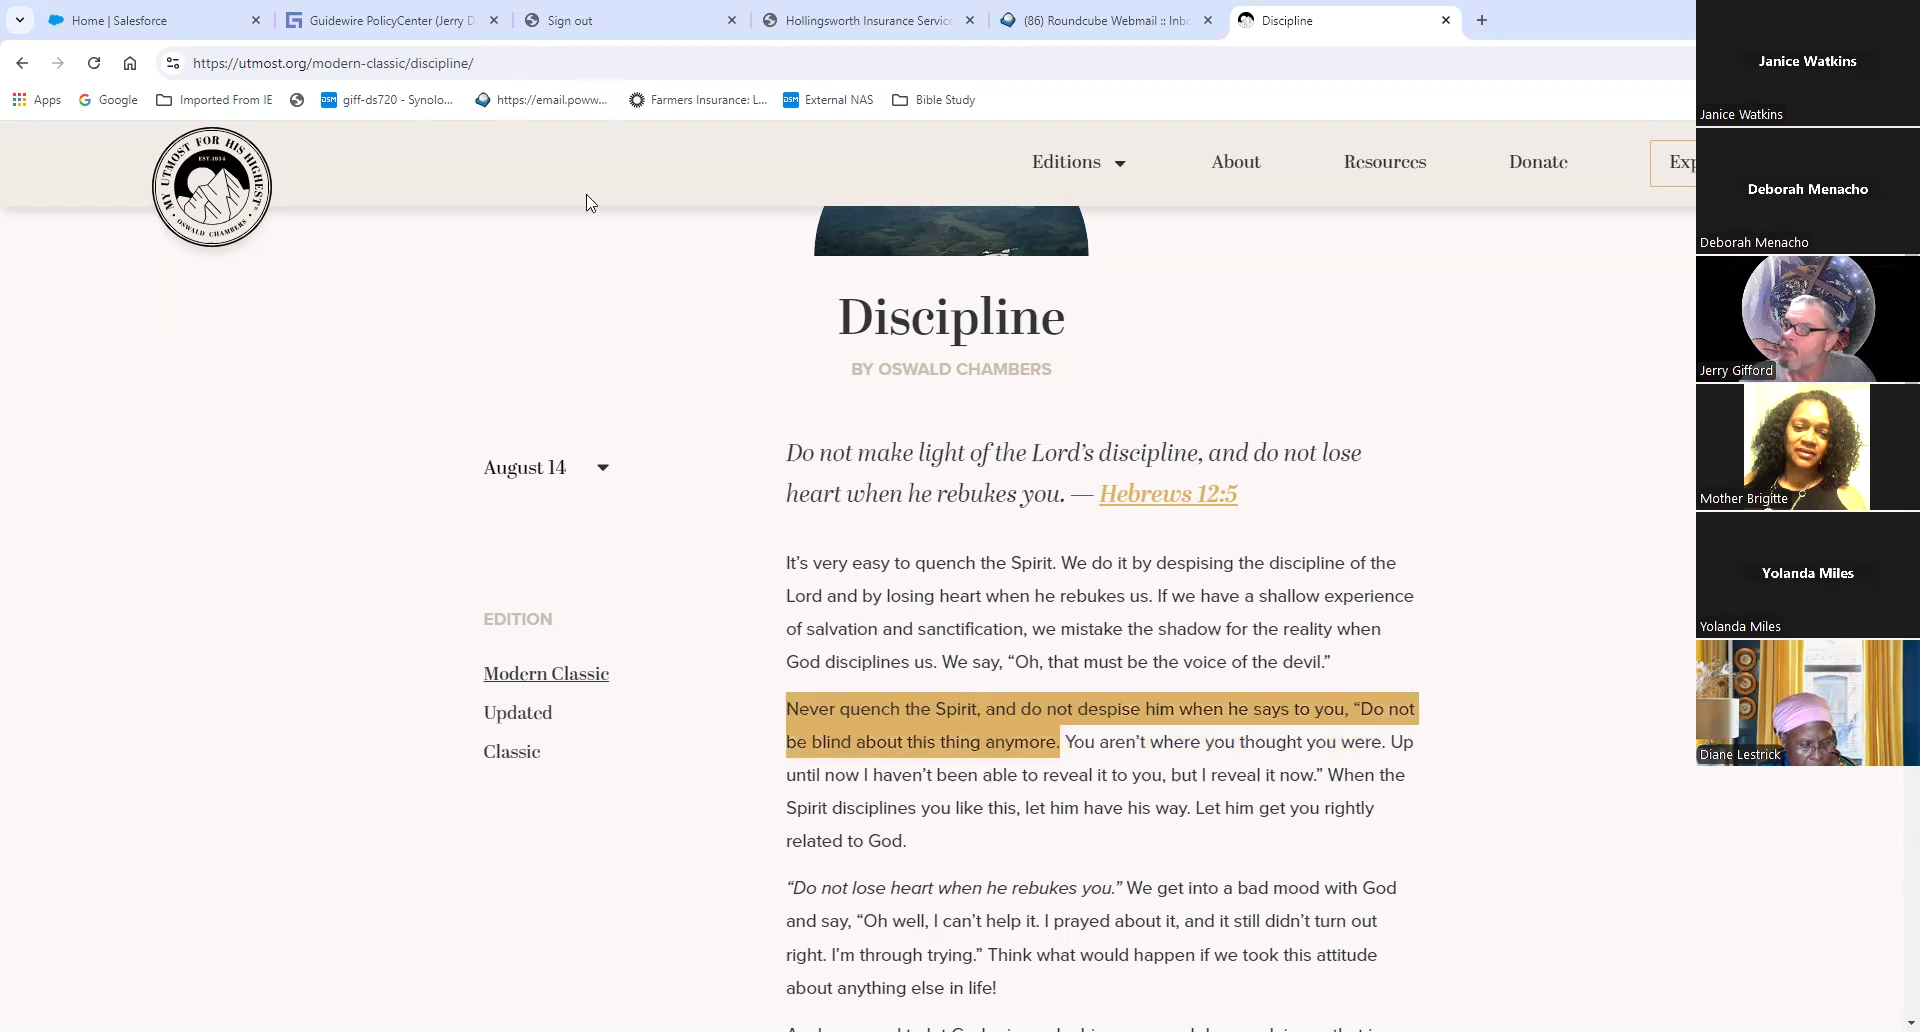 Home | Salesforce
Guidewire PolicyCenter (Jerry D
Sign out
Hollingsworth Insurance Service
(86) Roundcube Webmail :: Inbo
Discipline
https://utmost.org/modern-classic/discipline/
Apps
Google
Imported From IE
DSM
giff-ds720 - Synolo...
https://email.poww...
Farmers Insurance: L...
DSM
External NAS
Bible Study
MY UTMOST FOR HIS HIGHEST
EST. 1934
OSWALD CHAMBERS
Editions
About
Resources
Donate
Exp
Discipline
BY OSWALD CHAMBERS
August 14
Do not make light of the Lord’s discipline, and do not lose
heart when he rebukes you. — Hebrews 12:5
It’s very easy to quench the Spirit. We do it by despising the discipline of the
Lord and by losing heart when he rebukes us. If we have a shallow experience
of salvation and sanctification, we mistake the shadow for the reality when
God disciplines us. We say, “Oh, that must be the voice of the devil.”
EDITION
Modern Classic
Updated
Classic
Never quench the Spirit, and do not despise him when he says to you, “Do not
be blind about this thing anymore. You aren’t where you thought you were. Up
until now I haven’t been able to reveal it to you, but I reveal it now.” When the
Spirit disciplines you like this, let him have his way. Let him get you rightly
related to God.
“Do not lose heart when he rebukes you.” We get into a bad mood with God
and say, “Oh well, I can’t help it. I prayed about it, and it still didn’t turn out
right. I’m through trying.” Think what would happen if we took this attitude
about anything else in life!
Janice Watkins
Janice Watkins
Deborah Menacho
Deborah Menacho
Jerry Gifford
Mother Brigitte
Yolanda Miles
Yolanda Miles
Diane Lestrick